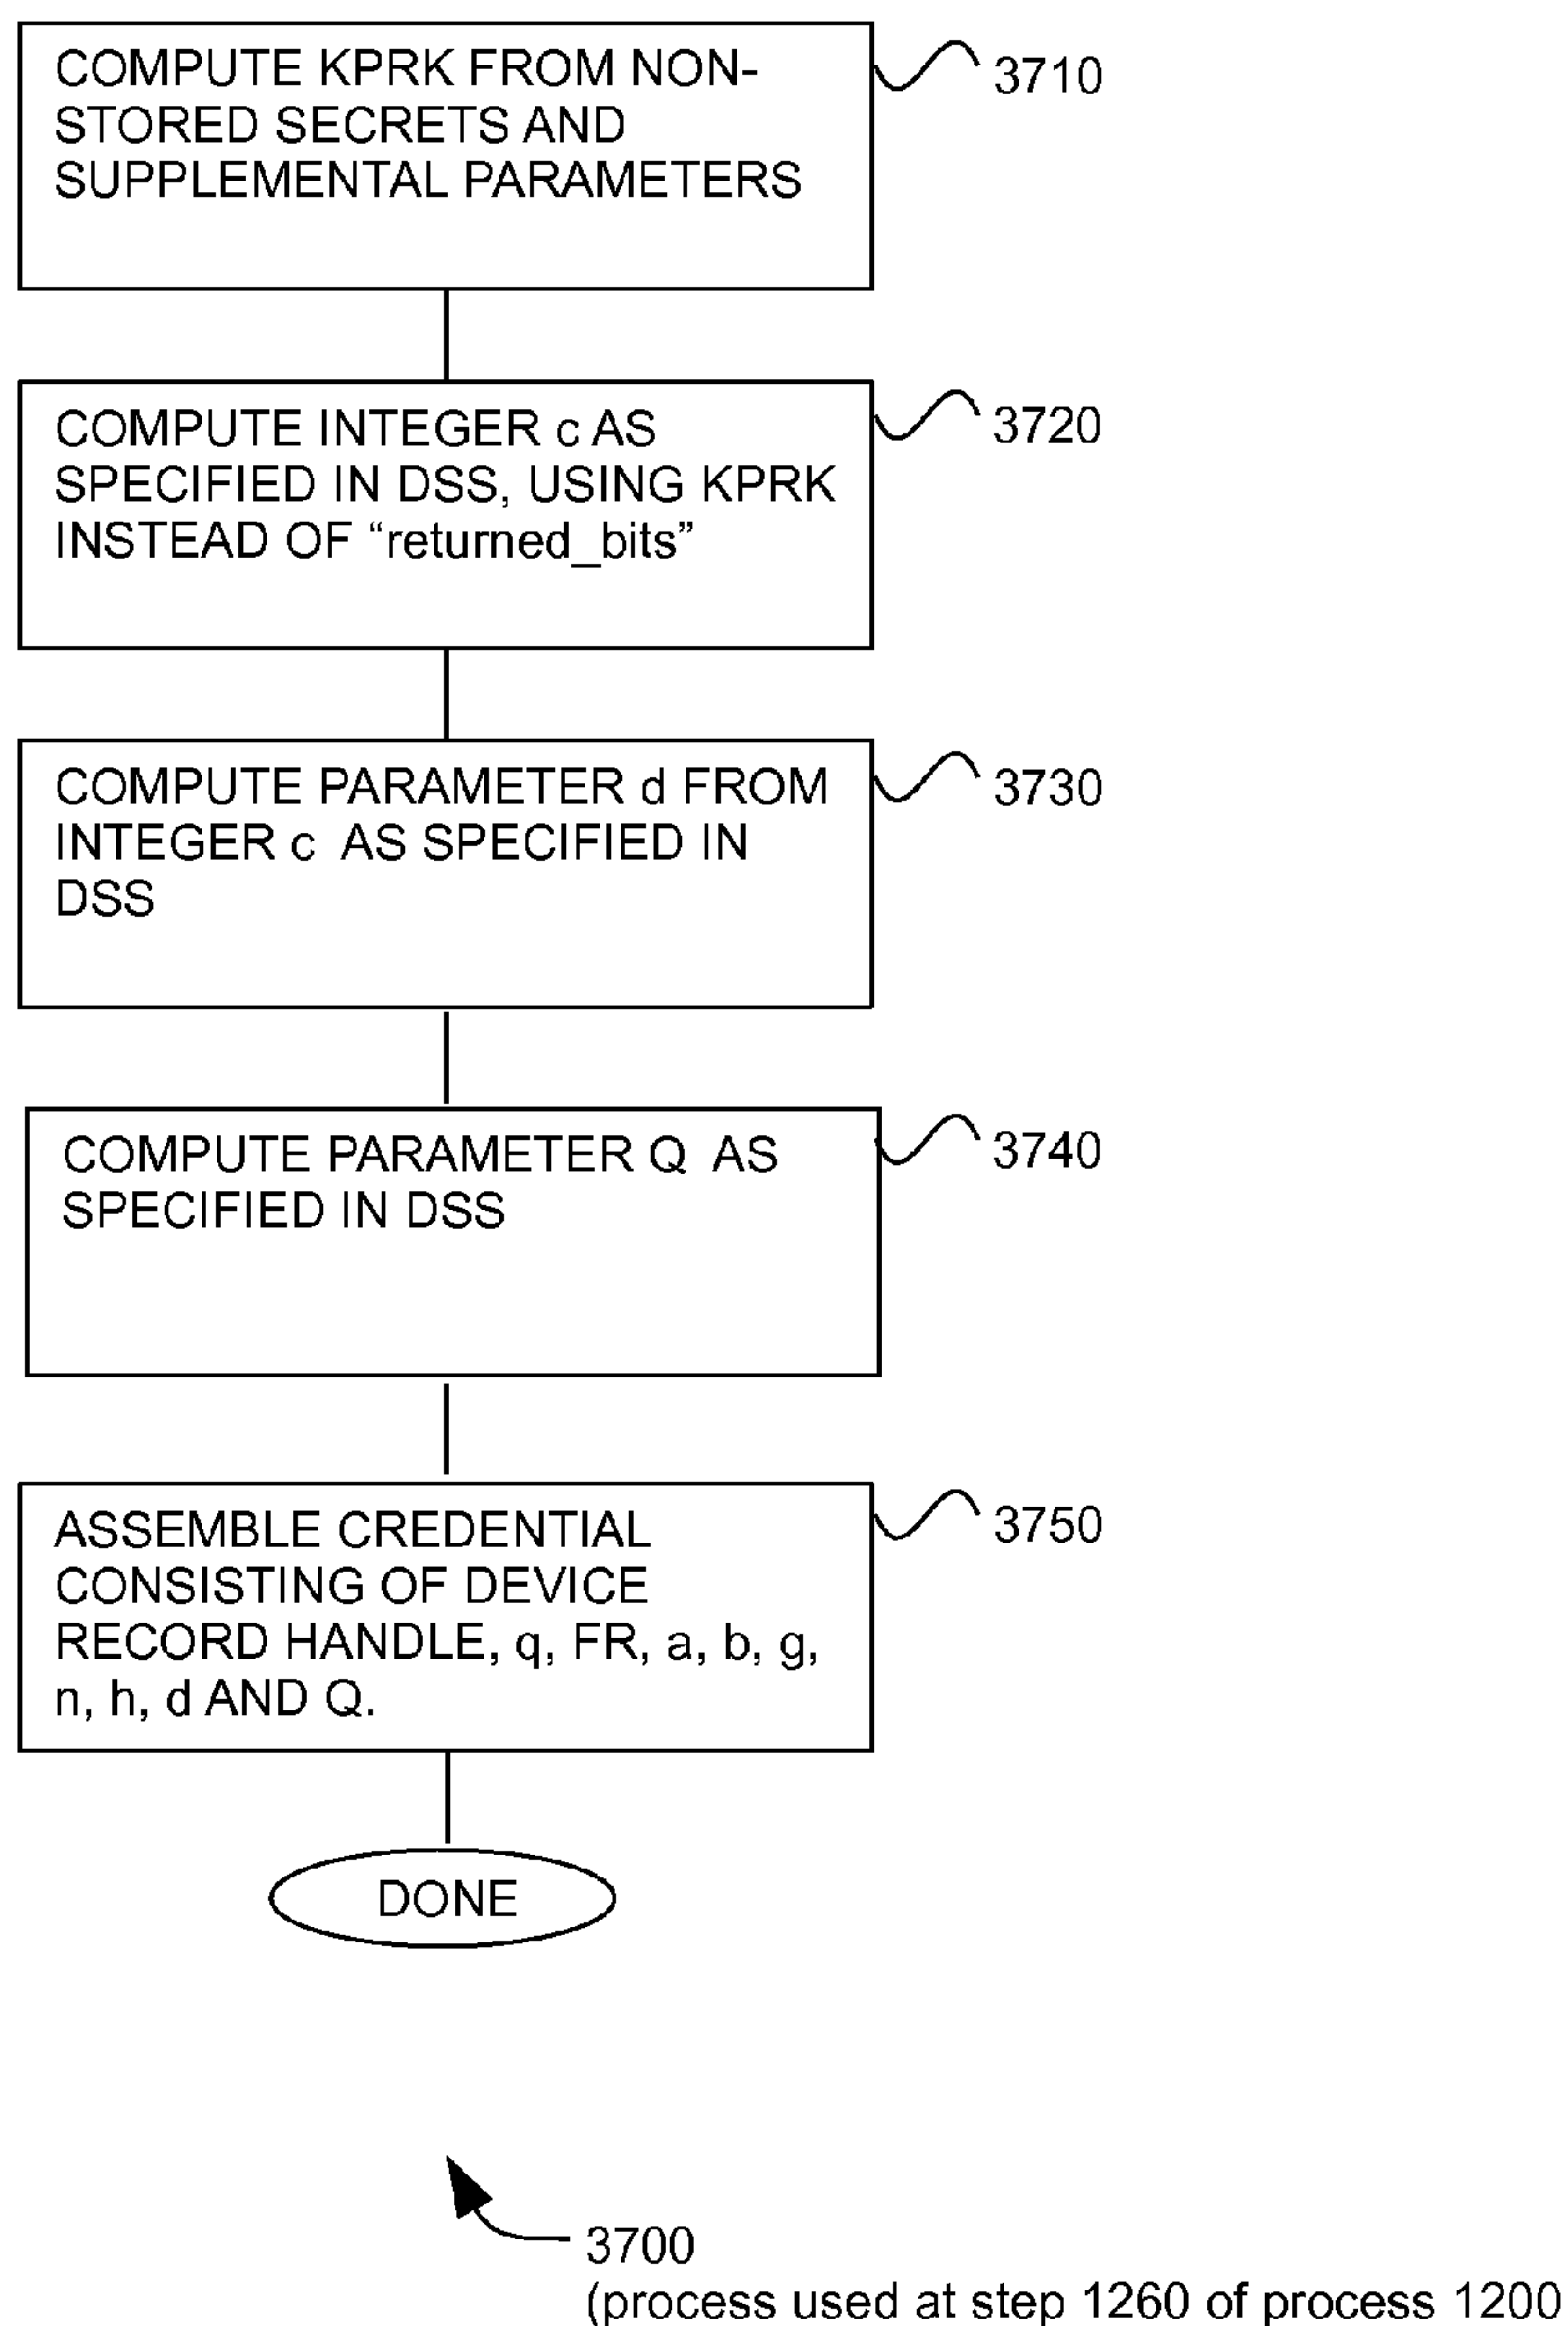 COMPUTE KPRK FROM NON-
STORED SECRETS AND
SUPPLEMENTAL PARAMETERS
3710
COMPUTE INTEGER c AS
SPECIFIED IN DSS, USING KPRK
INSTEAD OF “returned_bits”
3720
COMPUTE PARAMETER d FROM
INTEGER c AS SPECIFIED IN
DSS
3730
COMPUTE PARAMETER Q AS
SPECIFIED IN DSS
3740
ASSEMBLE CREDENTIAL
CONSISTING OF DEVICE
RECORD HANDLE, q, FR, a, b, g,
n, h, d AND Q.
3750
DONE
3700
(process used at step 1260 of process 1200